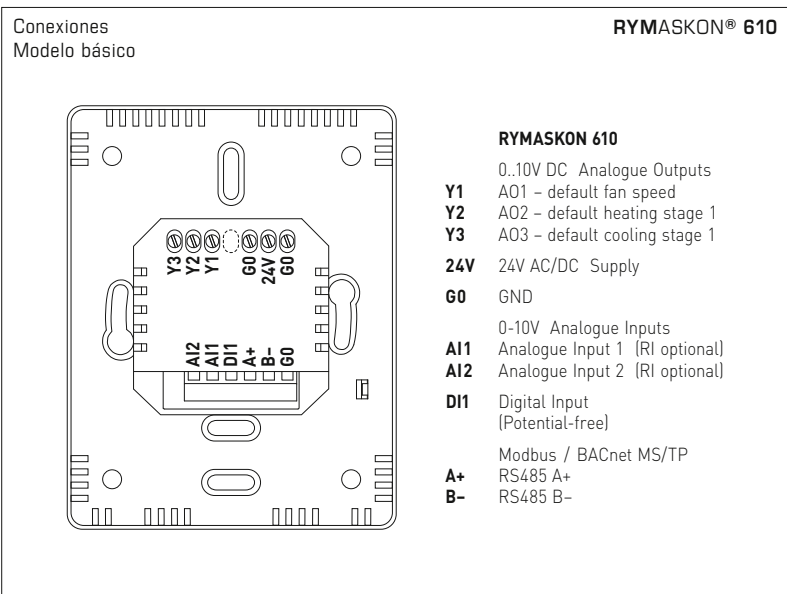 Conexiones
Modelo básico
RYMASKON® 610
Y3 Y2 Y1 G0 24V G0
AI2 AI1 DI1 A+ B– G0
RYMASKON 610
0..10V DC Analogue Outputs
Y1 AO1 – default fan speed
Y2 AO2 – default heating stage 1
Y3 AO3 – default cooling stage 1
24V 24V AC/DC Supply
G0 GND
0-10V Analogue Inputs
AI1 Analogue Input 1 (RI optional)
AI2 Analogue Input 2 (RI optional)
DI1 Digital Input
(Potential-free)
Modbus / BACnet MS/TP
A+ RS485 A+
B– RS485 B–